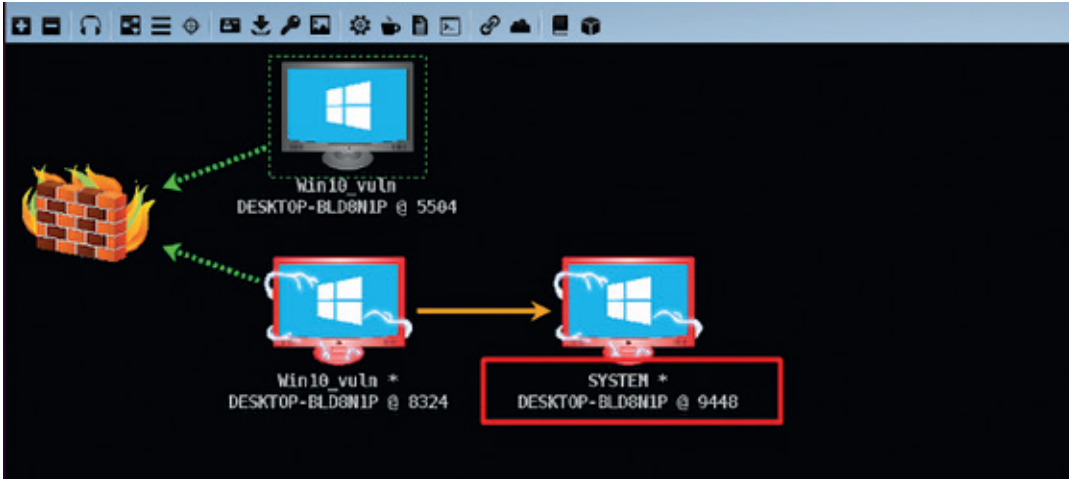 Win10_vuln
DESKTOP-BLD8N1P @ 5504
Win10_vuln *
DESKTOP-BLD8N1P @ 8324
SYSTEM *
DESKTOP-BLD8N1P @ 9448